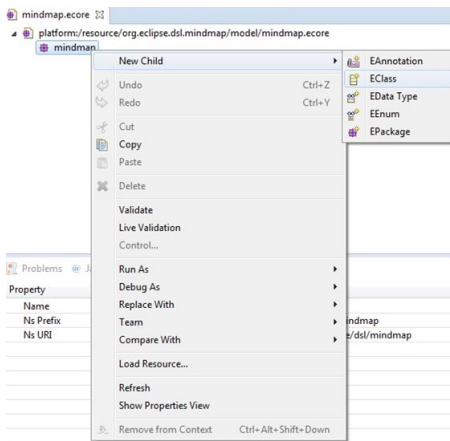 mindmap.ecore
platform:/resource/org.eclipse.dsl.mindmap/model/mindmap.ecore
mindmap
New Child
EAnnotation
EClass
EData Type
EEnum
EPackage
Undo Ctrl+Z
Redo Ctrl+Y
Cut
Copy
Paste
Delete
Validate
Live Validation
Control...
Run As
Debug As
Replace With
Team
Compare With
Load Resource...
Refresh
Show Properties View
Remove from Context Ctrl+Alt+Shift+Down
Problems @ Ja
Property
Name
Ns Prefix indmap
Ns URI e/dsl/mindmap